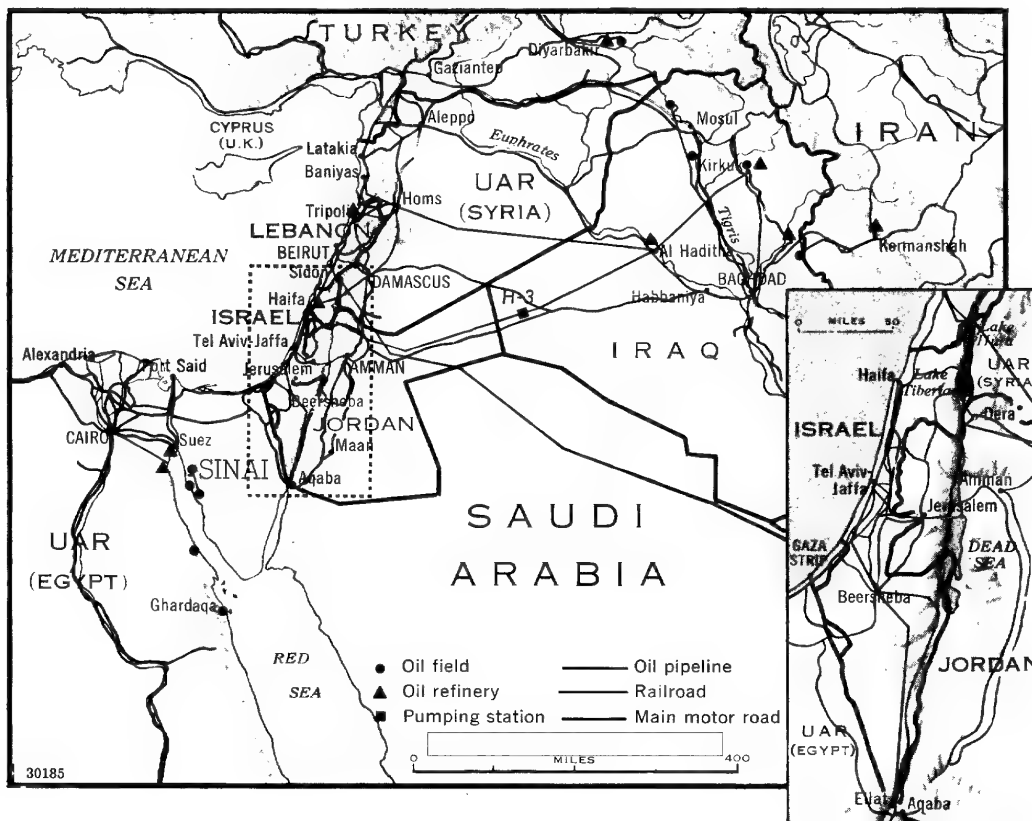 TURKEY
Diyarbakir
Gaziantep
CYPRUS
(U.K.)
Aleppo
Mosul
IRAN
Euphrates
Latakia
Baniyas
Kirkuk
UAR
(SYRIA)
Homs
Tripoli
Tigris
LEBANON
BEIRUT
Kermanshah
MEDITERRANEAN
SEA
Sidon
Al Haditha
DAMASCUS
BAGHDAD
Habbaniya
H-3
Haifa
ISRAEL
Tel Aviv-Jaffa
IRAQ
Alexandria
Port Said
Jerusalem
AMMAN
Beersheba
JORDAN
CAIRO
Suez
Maan
SINAI
Aqaba
SAUDI
ARABIA
UAR
(EGYPT)
Ghardaqa
RED
SEA
Oil field
Oil refinery
Pumping station
Oil pipeline
Railroad
Main motor road
0 MILES 400
30185
0 MILES 50
Lake
UAR
(SYRIA)
Haifa
Lake
Tiberias
Dera
ISRAEL
Tel Aviv-
Jaffa
Amman
Jerusalem
GAZA
STRIP
DEAD
SEA
Beersheba
JORDAN
UAR
(EGYPT)
Eilat
Aqaba